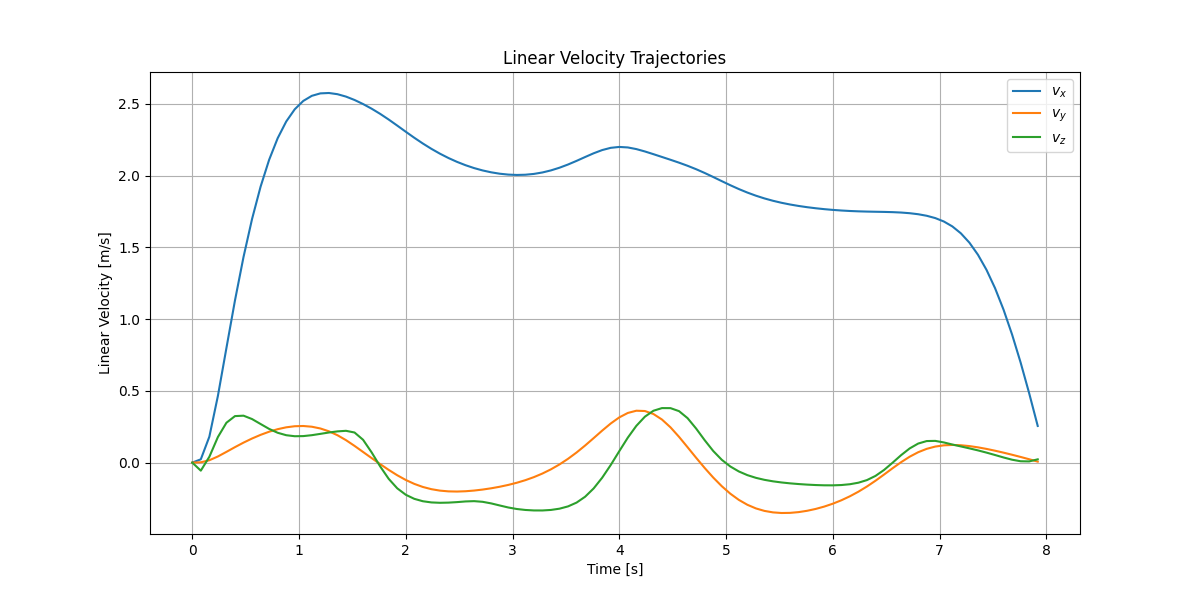 Linear Velocity Trajectories
v_x
v_y
v_z
2.5
2.0
1.5
1.0
0.5
0.0
Linear Velocity [m/s]
0 1 2 3 4 5 6 7 8
Time [s]